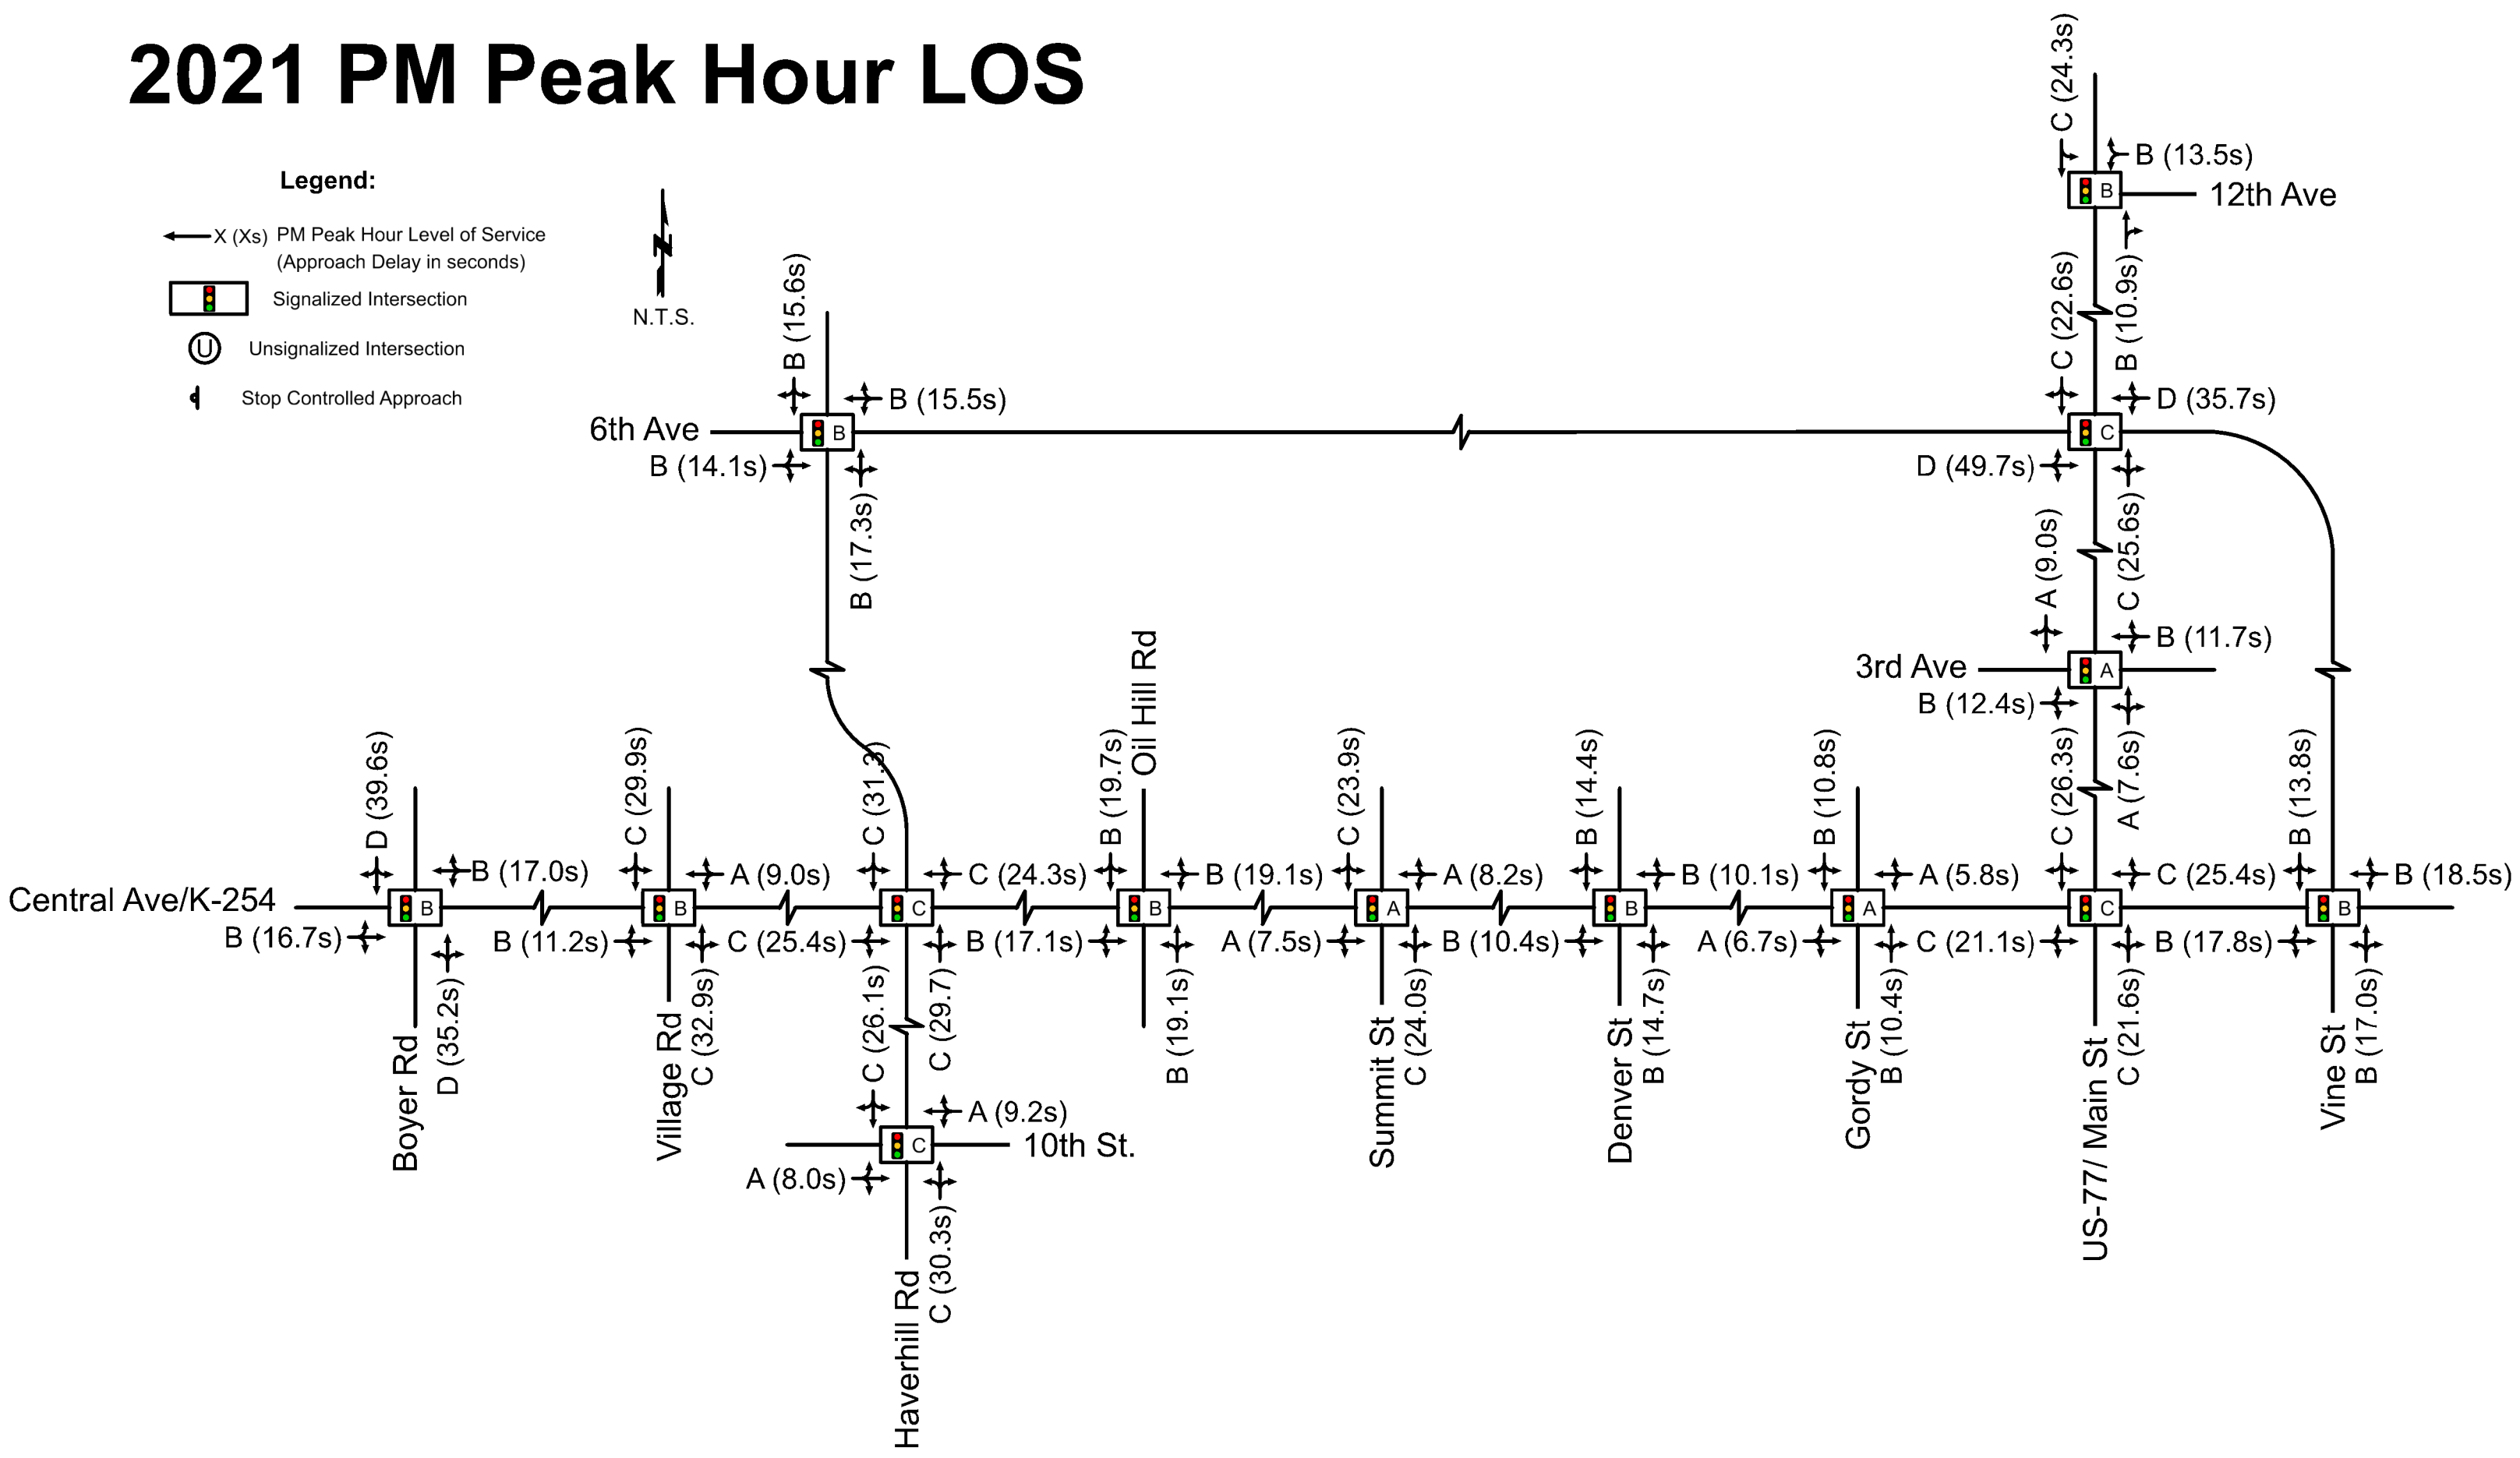 2021 PM Peak Hour LOS
Legend:
X (Xs) PM Peak Hour Level of Service
(Approach Delay in seconds)
Signalized Intersection
U Unsignalized Intersection
Stop Controlled Approach
N.T.S.
C (24.3s)
B (13.5s)
B
12th Ave
B (10.9s)
C (22.6s)
B (15.6s)
B (15.5s)
6th Ave
B
B (14.1s)
B (17.3s)
D (35.7s)
C
D (49.7s)
C (25.6s)
A (9.0s)
B (11.7s)
3rd Ave
A
B (12.4s)
A (7.6s)
D (39.6s)
B (17.0s)
Central Ave/K-254
B
B (16.7s)
D (35.2s)
Boyer Rd
C (29.9s)
A (9.0s)
B
B (11.2s)
C (32.9s)
Village Rd
C (31.3)
C (24.3s)
C
C (25.4s)
C (29.7)
Oil Hill Rd
B (19.7s)
B (19.1s)
B
B (17.1s)
B (19.1s)
C (23.9s)
A (8.2s)
A
A (7.5s)
C (24.0s)
Summit St
B (14.4s)
B (10.1s)
B
B (10.4s)
B (14.7s)
Denver St
B (10.8s)
A (5.8s)
A
A (6.7s)
B (10.4s)
Gordy St
C (26.3s)
C (25.4s)
C
C (21.1s)
C (21.6s)
US-77/ Main St
B (13.8s)
B (18.5s)
B
B (17.8s)
B (17.0s)
Vine St
C (26.1s)
A (9.2s)
C
10th St.
A (8.0s)
C (30.3s)
Haverhill Rd